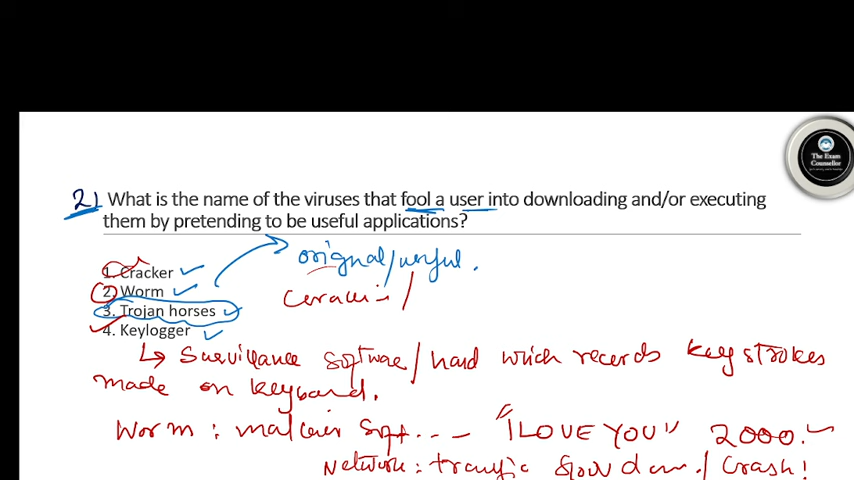 The Exam
Counsellor
2) What is the name of the viruses that fool a user into downloading and/or executing
them by pretending to be useful applications?
1. Cracker
2. Worm
3. Trojan horses
4. Keylogger
orignal/useful.
↳ Survillance software/hard which records keystrokes
made on keyboard.
Worm : malware Soft... "ILOVE YOU" 2000.
Network: traffic slow down./Crash!